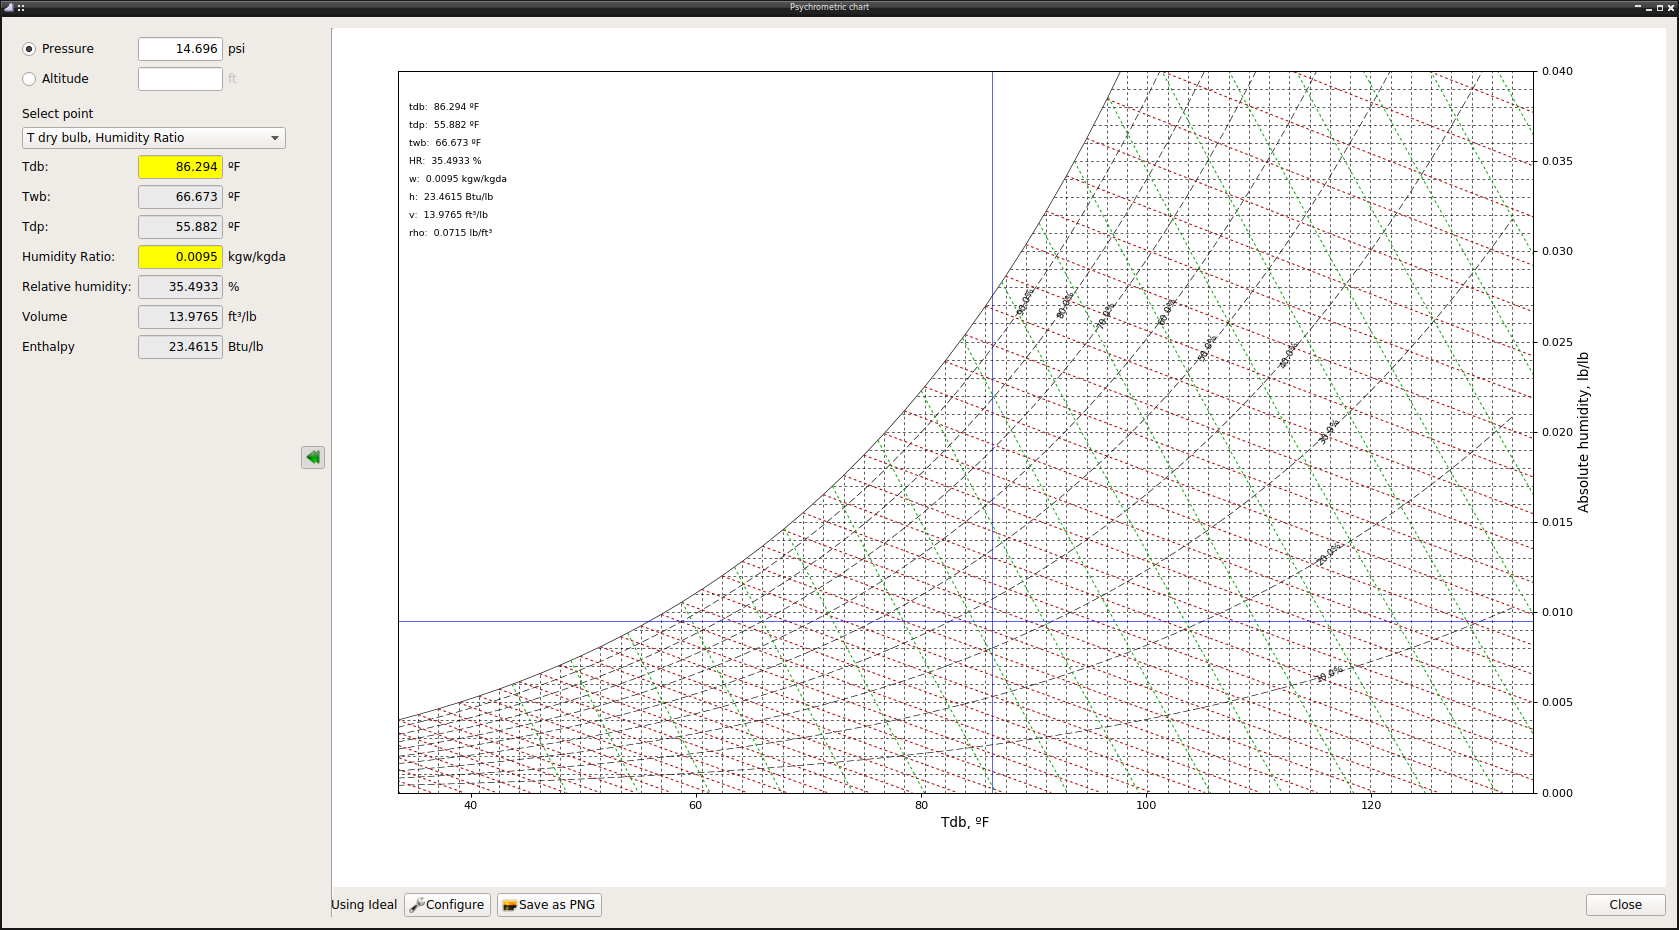 Psychrometric chart
Pressure 14.696 psi
Altitude ft
Select point
T dry bulb, Humidity Ratio
Tdb: 86.294 ºF
Twb: 66.673 ºF
Tdp: 55.882 ºF
Humidity Ratio: 0.0095 kgw/kgda
Relative humidity: 35.4933 %
Volume 13.9765 ft³/lb
Enthalpy 23.4615 Btu/lb
tdb: 86.294 ºF
tdp: 55.882 ºF
twb: 66.673 ºF
HR: 35.4933 %
w: 0.0095 kgw/kgda
h: 23.4615 Btu/lb
v: 13.9765 ft³/lb
rho: 0.0715 lb/ft³
90.0%
80.0%
70.0%
60.0%
50.0%
40.0%
30.0%
20.0%
10.0%
0.040
0.035
0.030
0.025
0.020
0.015
0.010
0.005
0.000
Absolute humidity, lb/lb
40 60 80 100 120
Tdb, ºF
Using Ideal Configure Save as PNG Close